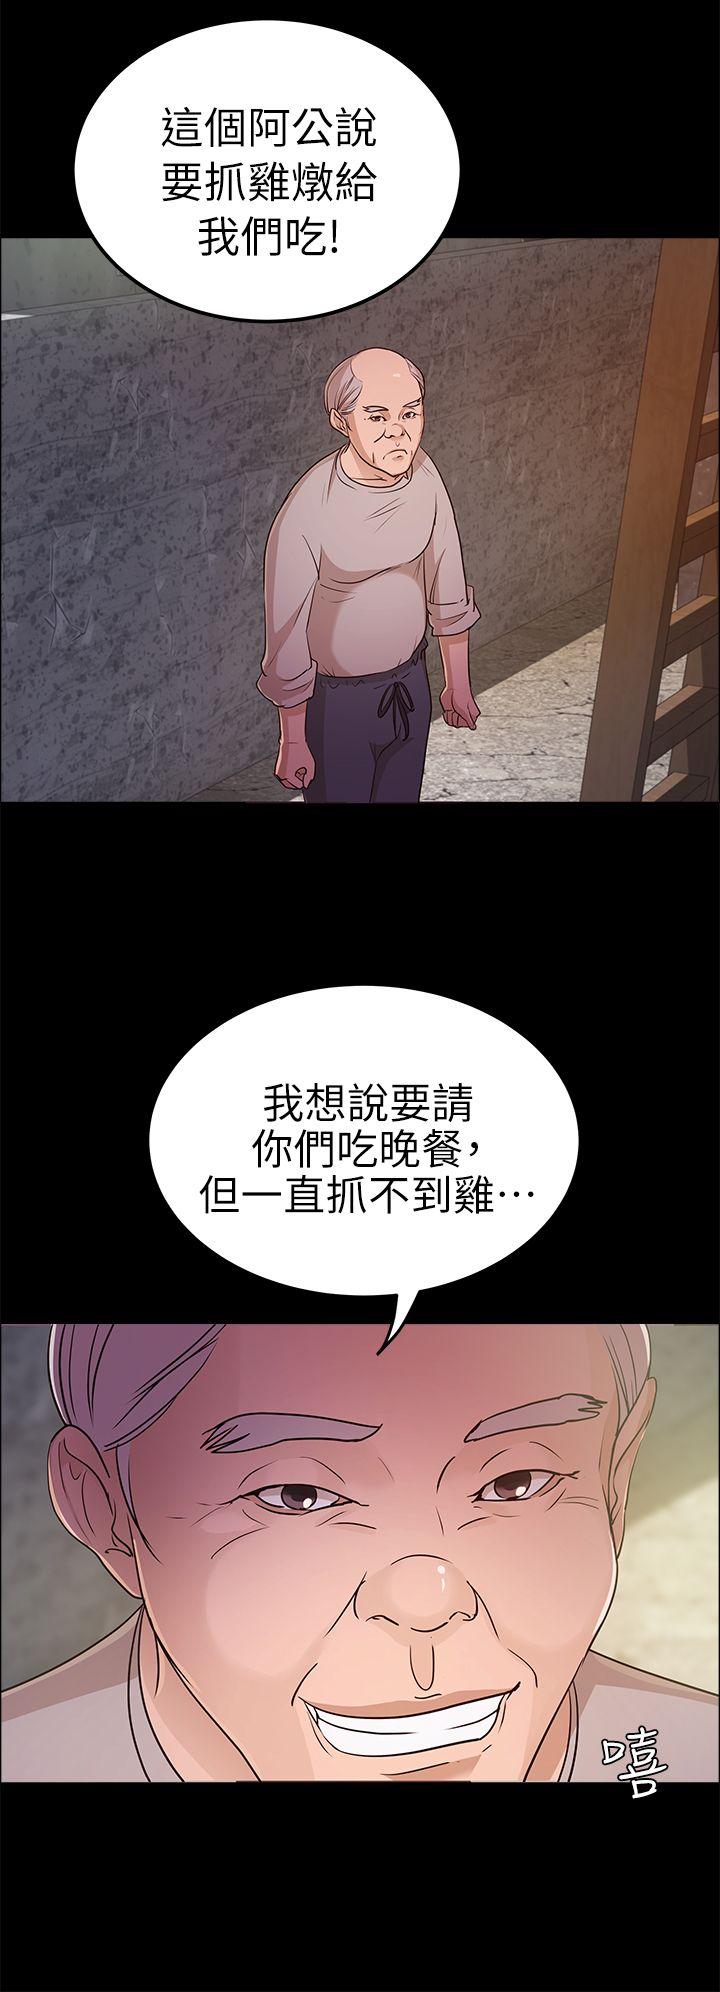 這個阿公說
要抓雞燉給
我們吃!
我想說要請
你們吃晚餐，
但一直抓不到雞…
嘻